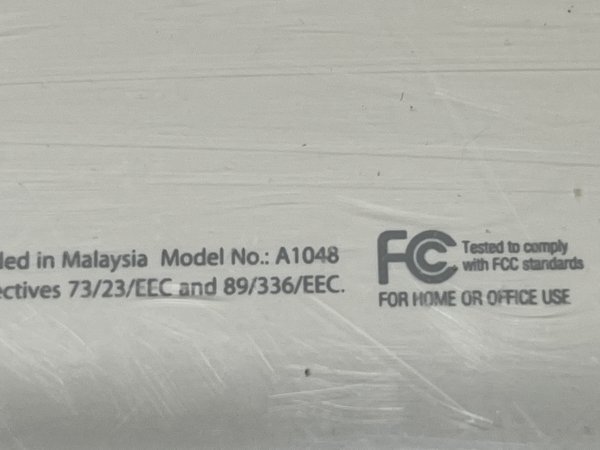 led in Malaysia Model No.: A1048
ectives 73/23/EEC and 89/336/EEC.
FC Tested to comply
with FCC standards
FOR HOME OR OFFICE USE